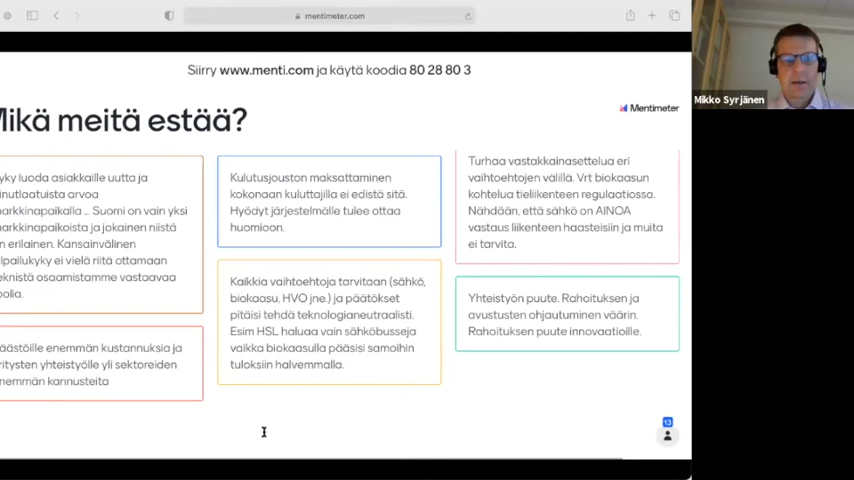 mentimeter.com
Siirry www.menti.com ja käytä koodia 80 28 80 3
Mikä meitä estää?
Mentimeter
Mikko Syrjänen
yky luoda asiakkaille uutta ja
inutlaatuista arvoa
arkkinapaikalla ... Suomi on vain yksi
arkkinapaikoista ja jokainen niistä
n erilainen. Kansainvälinen
lpailukyky ei vielä riitä ottamaan
eknistä osaamistamme vastaavaa
oolia.
äästöille enemmän kustannuksia ja
ritysten yhteistyölle yli sektoreiden
nemmän kannusteita
Kulutusjouston maksattaminen
kokonaan kuluttajilla ei edistä sitä.
Hyödyt järjestelmälle tulee ottaa
huomioon.
Kaikkia vaihtoehtoja tarvitaan (sähkö,
biokaasu, HVO jne.) ja päätökset
pitäisi tehdä teknologianeutraalisti.
Esim HSL haluaa vain sähköbusseja
vaikka biokaasulla pääsisi samoihin
tuloksiin halvemmalla.
Turhaa vastakkainasettelua eri
vaihtoehtojen välillä. Vrt biokaasun
kohtelua tieliikenteen regulaatiossa.
Nähdään, että sähkö on AINOA
vastaus liikenteen haasteisiin ja muita
ei tarvita.
Yhteistyön puute. Rahoituksen ja
avustusten ohjautuminen väärin.
Rahoituksen puute innovaatioille.
13